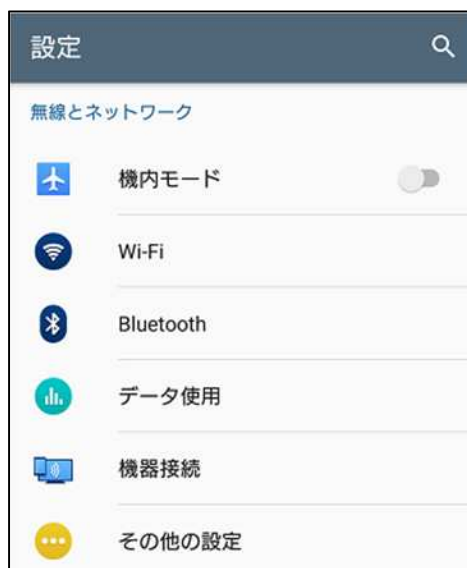 設定
無線とネットワーク
機内モード
Wi-Fi
Bluetooth
データ使用
機器接続
その他の設定